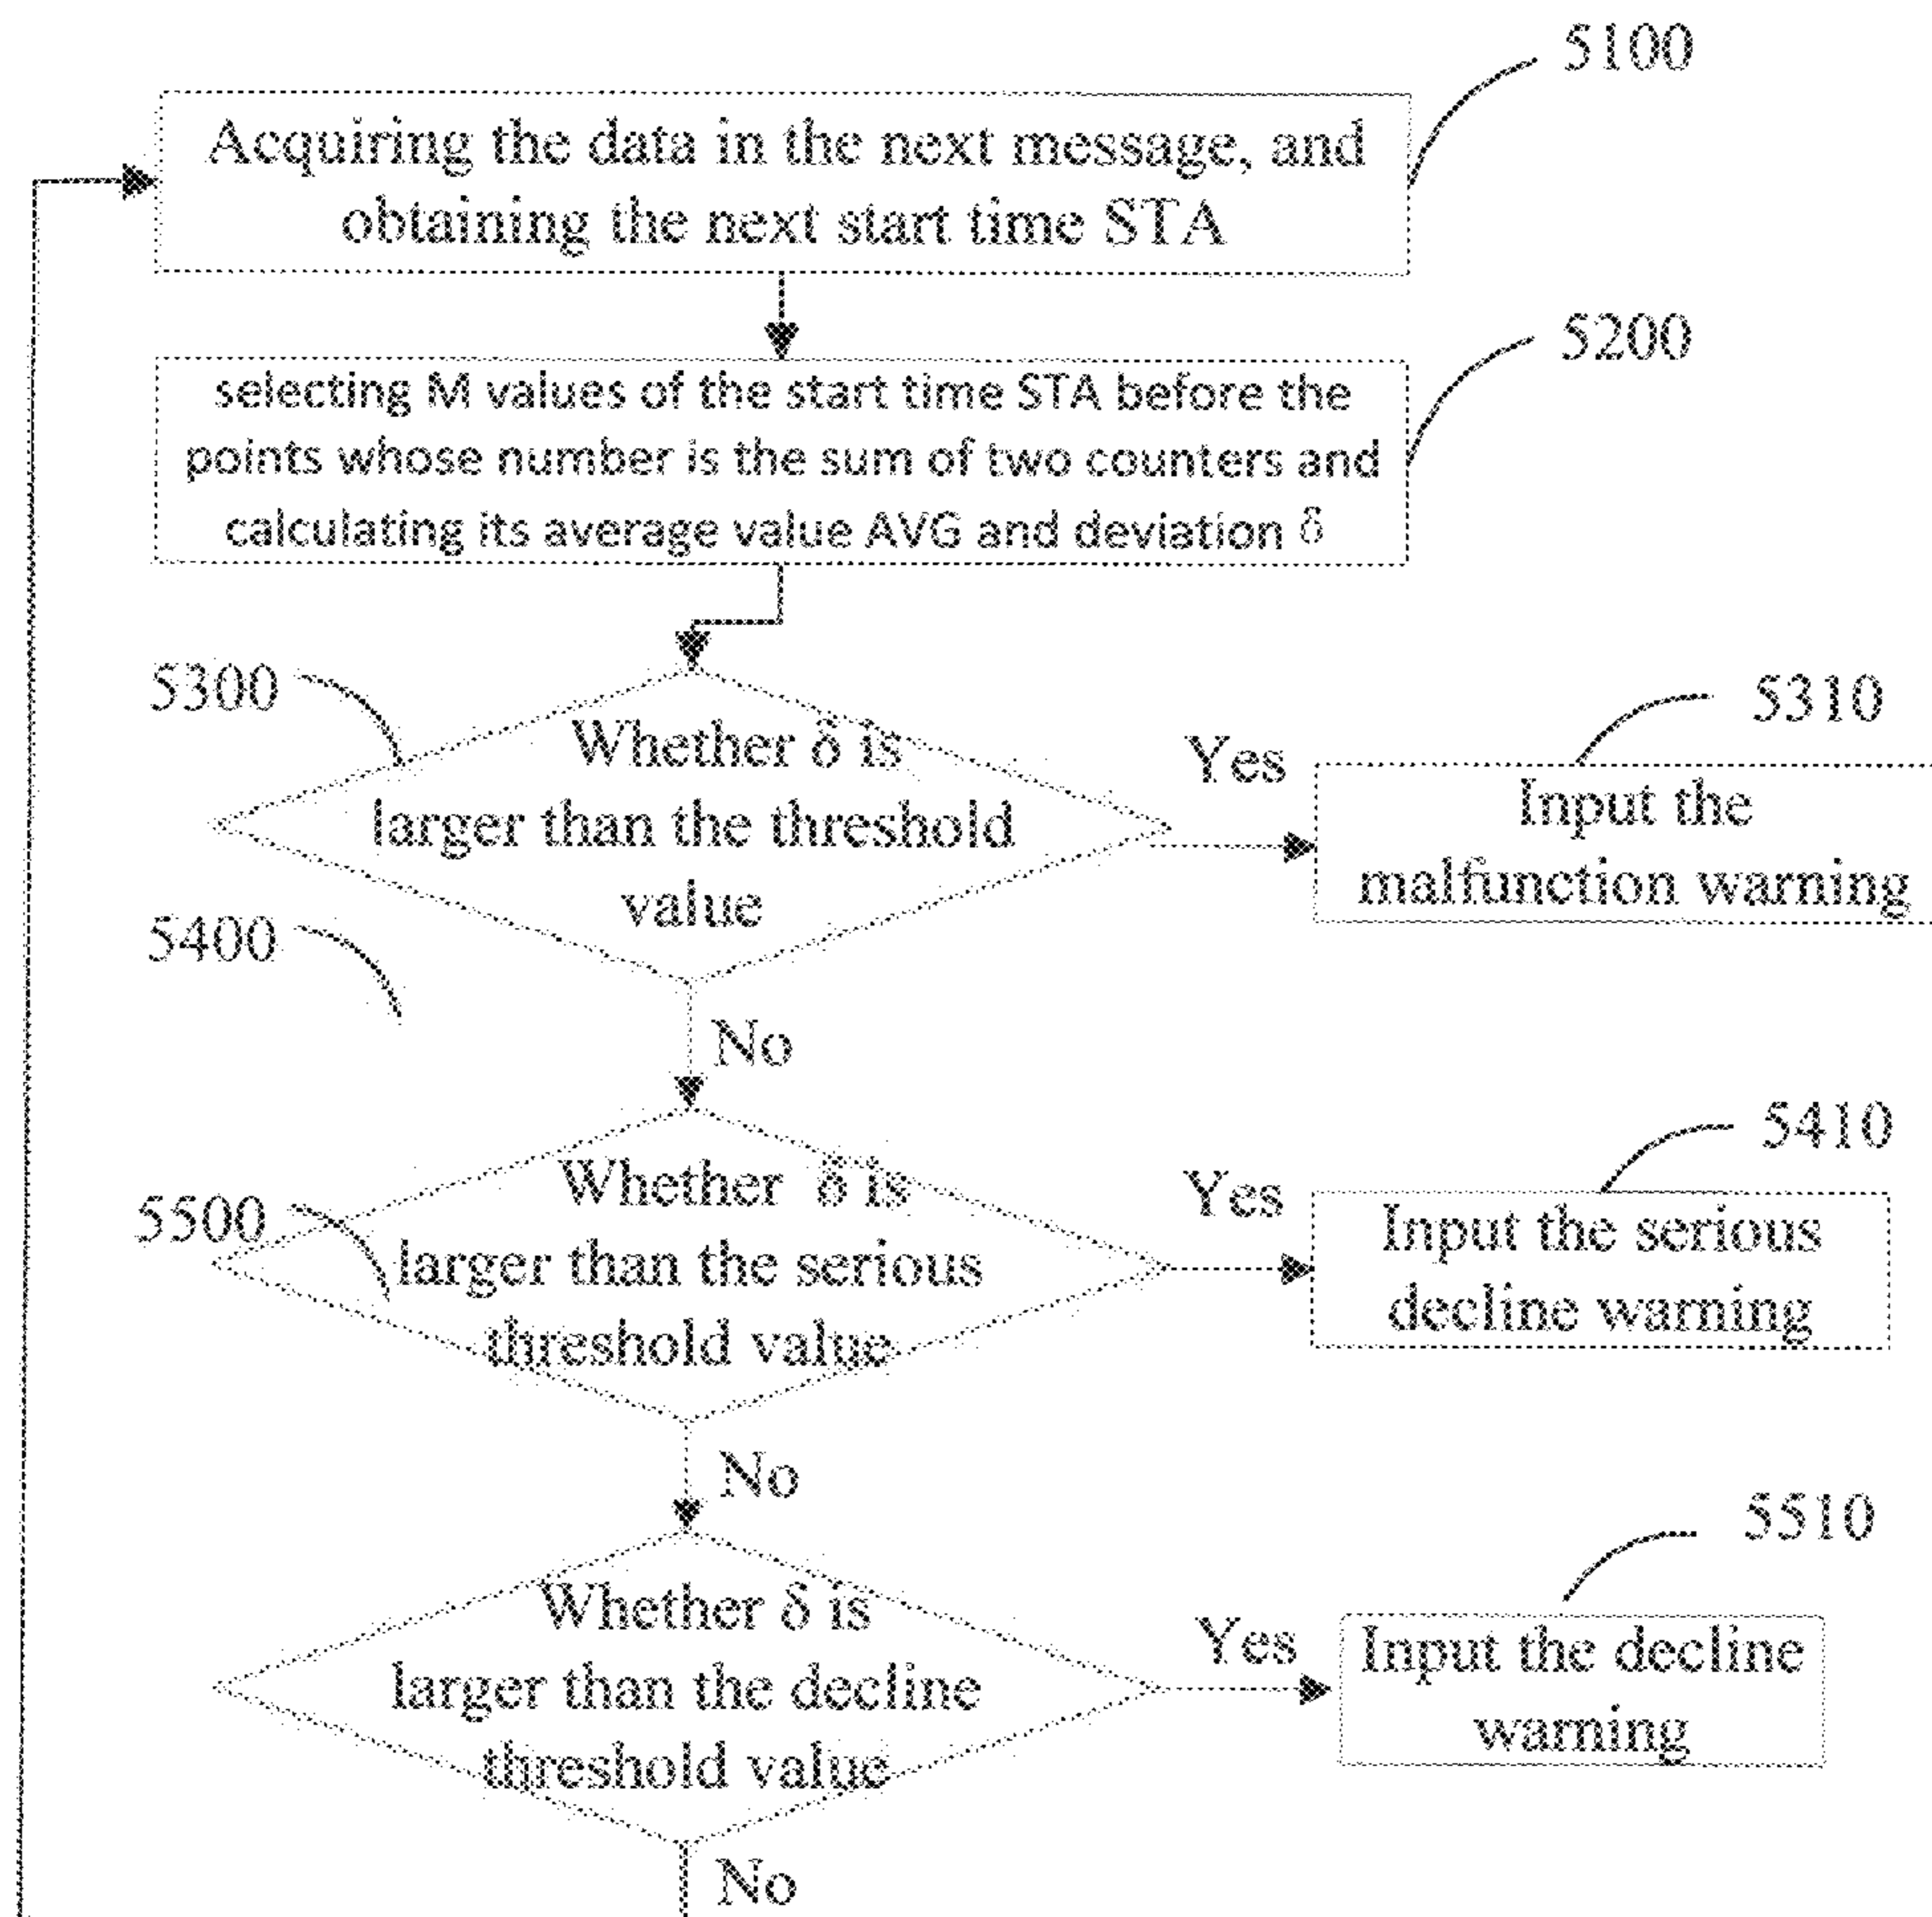 5100
Acquiring the data in the next message, and
obtaining the next start time STA
5200
selecting M values of the start time STA before the
points whose number is the sum of two counters and
calculating its average value AVG and deviation δ
5300
Whether δ is
larger than the threshold
value
Yes
5310
Input the
malfunction warning
5400
No
Whether δ is
larger than the serious
threshold value
5500
Yes
5410
Input the serious
decline warning
No
Whether δ is
larger than the decline
threshold value
Yes
5510
Input the decline
warning
No